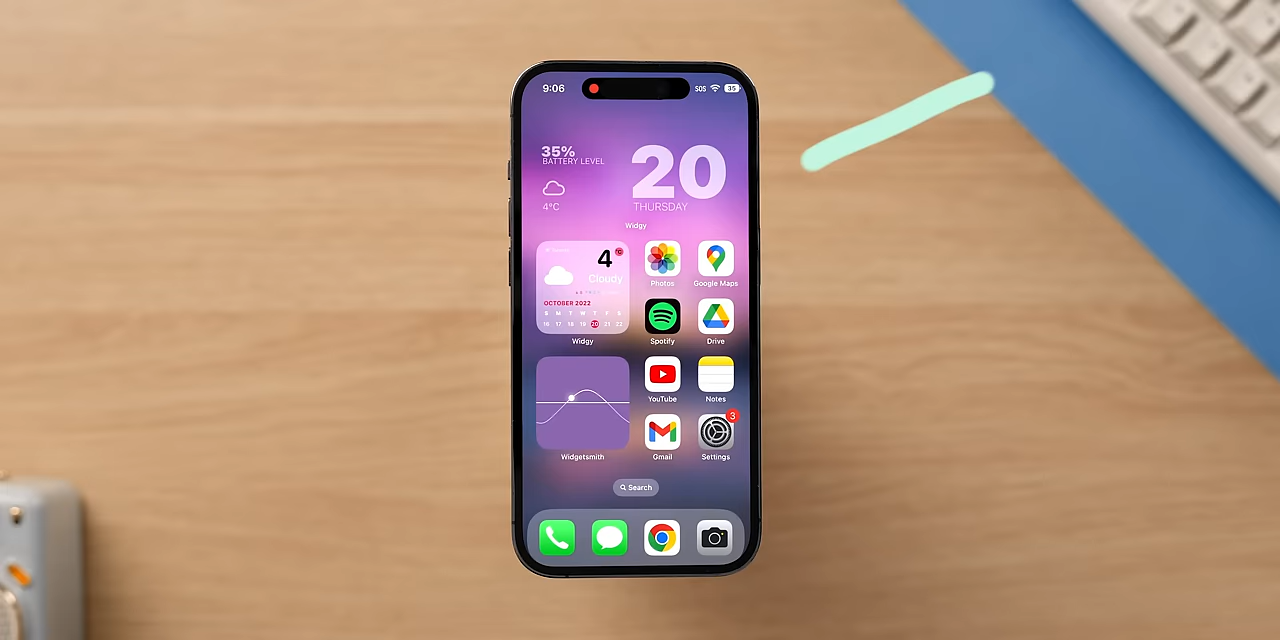 9:06
SOS
35
35%
BATTERY LEVEL
20
4°C
THURSDAY
Widgy
4
°C
Cloudy
OCTOBER 2022
S M T W T F S
16 17 18 19 20 21 22
Widgy
Photos
Google Maps
Spotify
Drive
YouTube
Notes
3
Widgetsmith
Gmail
Settings
Search